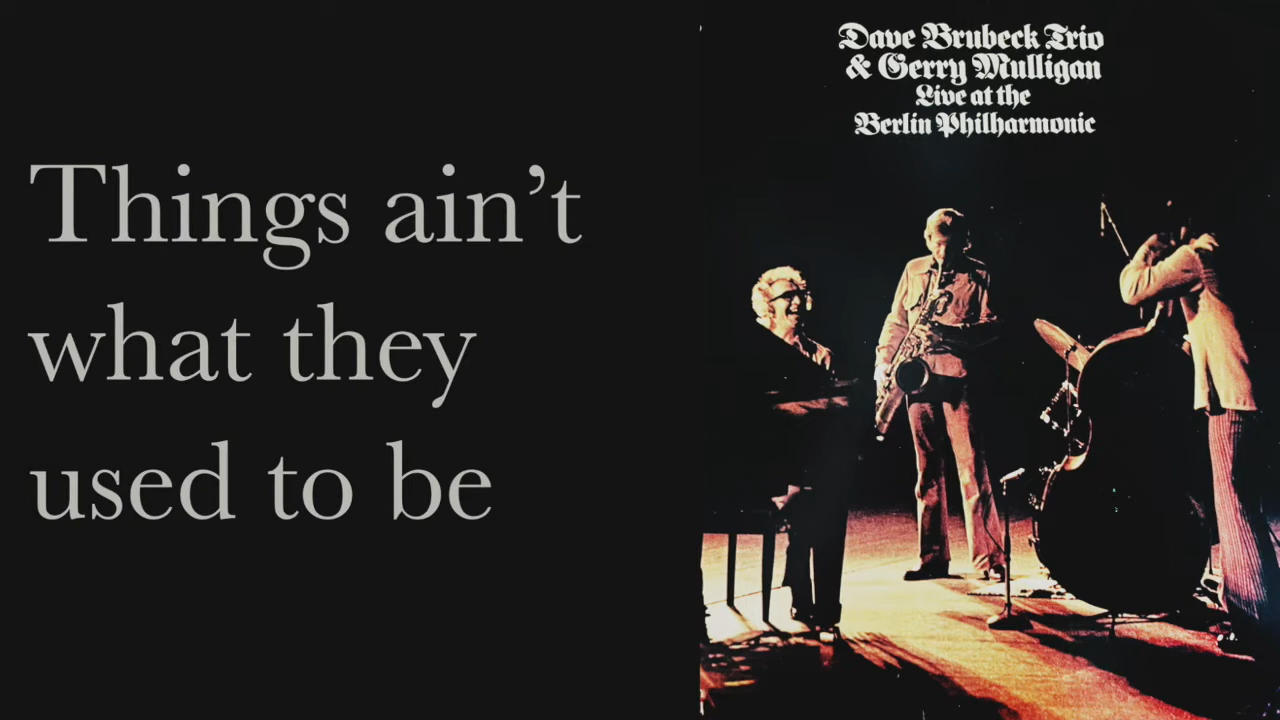 Things ain’t
what they
used to be
Dave Brubeck Trio
& Gerry Mulligan
Live at the
Berlin Philharmonic